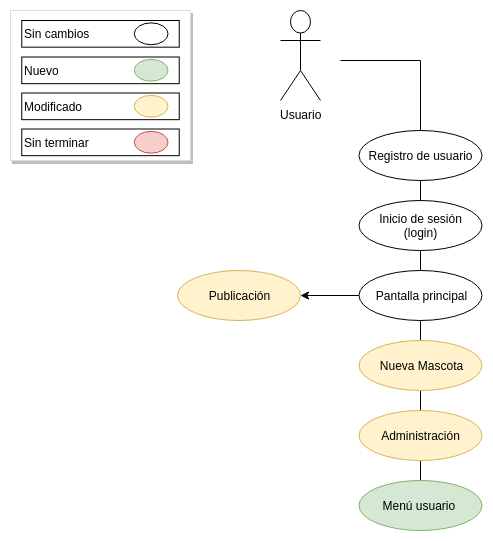 Sin cambios
Nuevo
Modificado
Sin terminar
Usuario
Registro de usuario
Inicio de sesión
(login)
Publicación
Pantalla principal
Nueva Mascota
Administración
Menú usuario